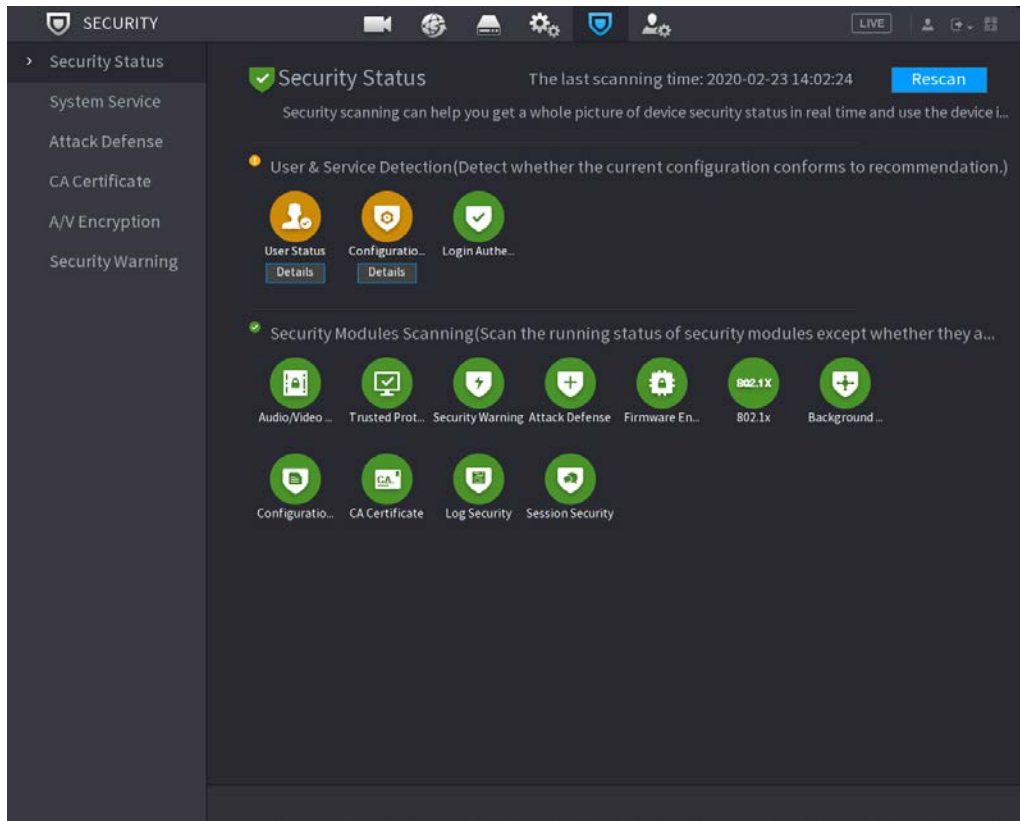 SECURITY
LIVE
Security Status
System Service
Attack Defense
CA Certificate
A/V Encryption
Security Warning
Security Status
The last scanning time: 2020-02-23 14:02:24
Rescan
Security scanning can help you get a whole picture of device security status in real time and use the device i...
User & Service Detection(Detect whether the current configuration conforms to recommendation.)
User Status
Configuratio...
Login Authe...
Details
Details
Security Modules Scanning(Scan the running status of security modules except whether they a...
802.1X
Audio/Video ...
Trusted Prot...
Security Warning
Attack Defense
Firmware En...
802.1x
Background ...
CA
Configuratio...
CA Certificate
Log Security
Session Security